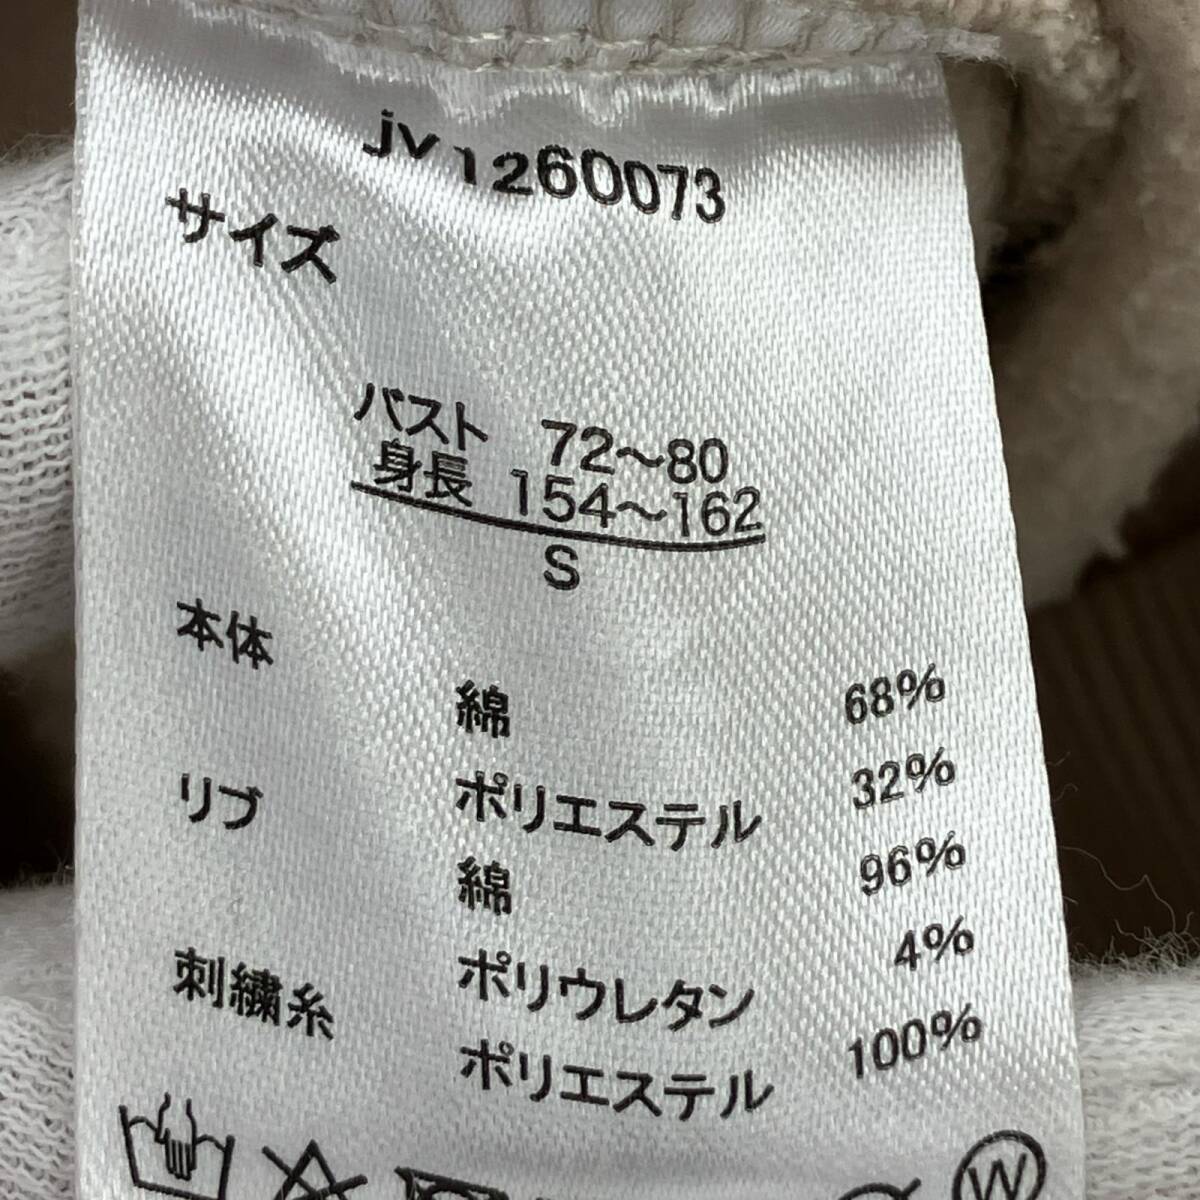 jv1260073
サイズ
バスト 72~80
身長 154~162
S
本体
綿 68%
ポリエステル 32%
リブ
綿 96%
ポリウレタン 4%
刺繍糸
ポリエステル 100%
W